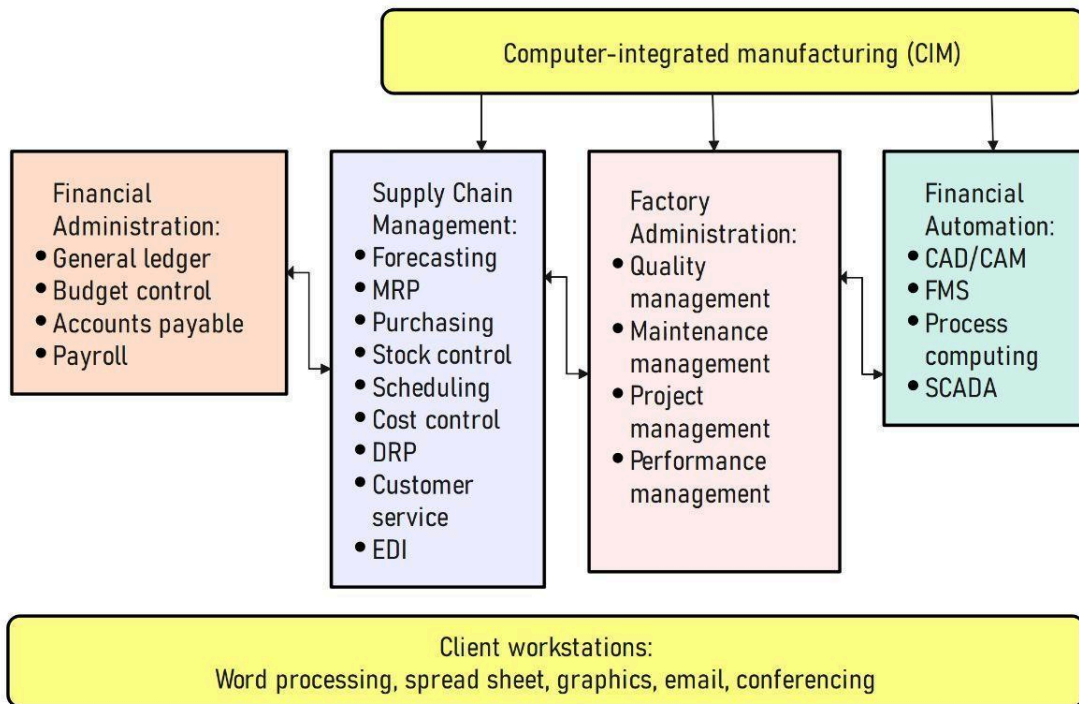 Computer-integrated manufacturing (CIM)
Financial
Administration:
• General ledger
• Budget control
• Accounts payable
• Payroll
Supply Chain
Management:
• Forecasting
• MRP
• Purchasing
• Stock control
• Scheduling
• Cost control
• DRP
• Customer
service
• EDI
Factory
Administration:
• Quality
management
• Maintenance
management
• Project
management
• Performance
management
Financial
Automation:
• CAD/CAM
• FMS
• Process
computing
• SCADA
Client workstations:
Word processing, spread sheet, graphics, email, conferencing